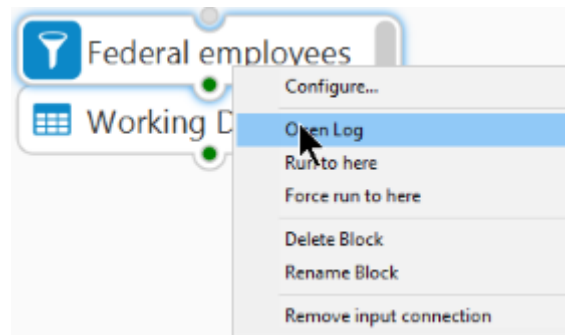 Federal employees
Configure...
Working D
Open Log
Run to here
Force run to here
Delete Block
Rename Block
Remove input connection